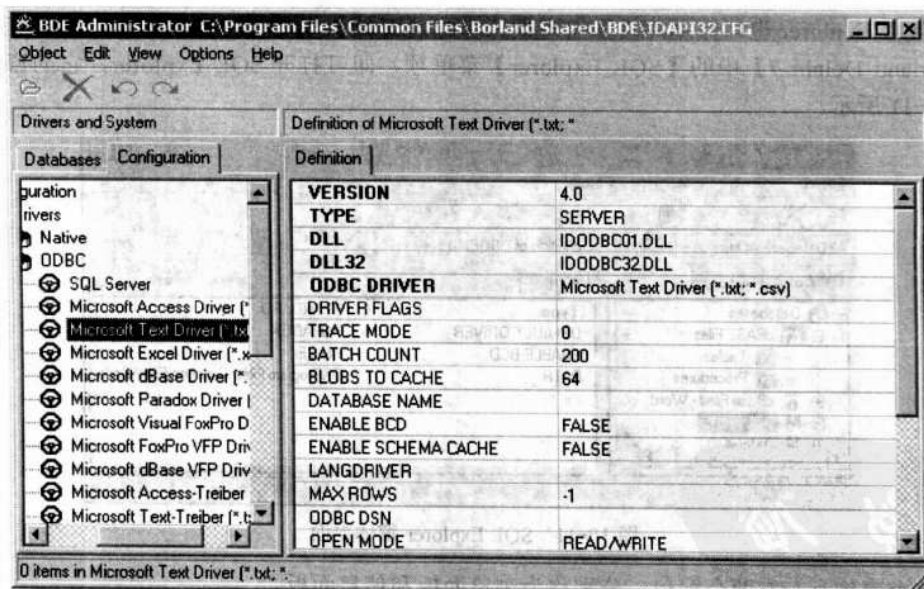 BDE Administrator C:\Program Files\Common Files\Borland Shared\BDE\IDAPI32.CFG
Object Edit View Options Help
Drivers and System
Definition of Microsoft Text Driver (*.txt; *
Databases Configuration
Definition
guration
rivers
Native
ODBC
SQL Server
Microsoft Access Driver (*
Microsoft Text Driver (*.txt
Microsoft Excel Driver (*.x
Microsoft dBase Driver (*.
Microsoft Paradox Driver (
Microsoft Visual FoxPro D
Microsoft FoxPro VFP Driv
Microsoft dBase VFP Driv
Microsoft Access-Treiber
Microsoft Text-Treiber (*.t
VERSION 4.0
TYPE SERVER
DLL IDODBC01.DLL
DLL32 IDODBC32.DLL
ODBC DRIVER Microsoft Text Driver (*.txt; *.csv)
DRIVER FLAGS
TRACE MODE 0
BATCH COUNT 200
BLOBS TO CACHE 64
DATABASE NAME
ENABLE BCD FALSE
ENABLE SCHEMA CACHE FALSE
LANGDRIVER
MAX ROWS -1
ODBC DSN
OPEN MODE READ/WRITE
0 items in Microsoft Text Driver (*.txt; *.